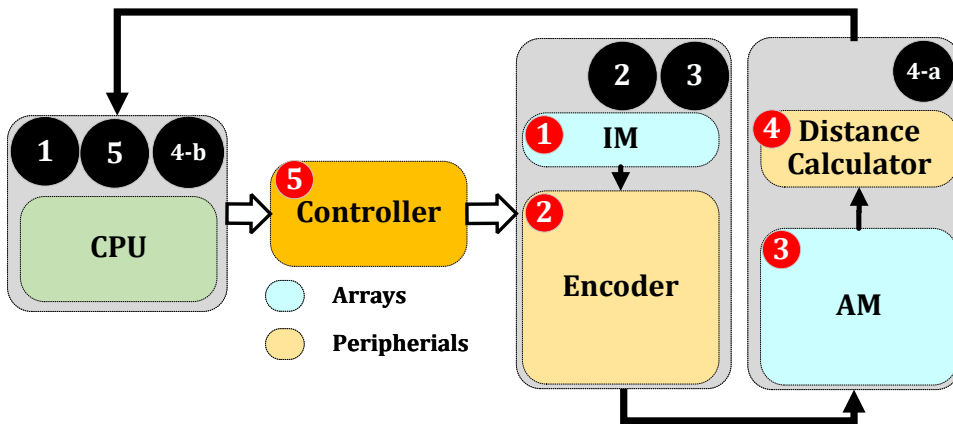 1
5
4-b
CPU
5
Controller
Arrays
Peripherials
2
3
1
IM
2
Encoder
4-a
4
Distance
Calculator
3
AM